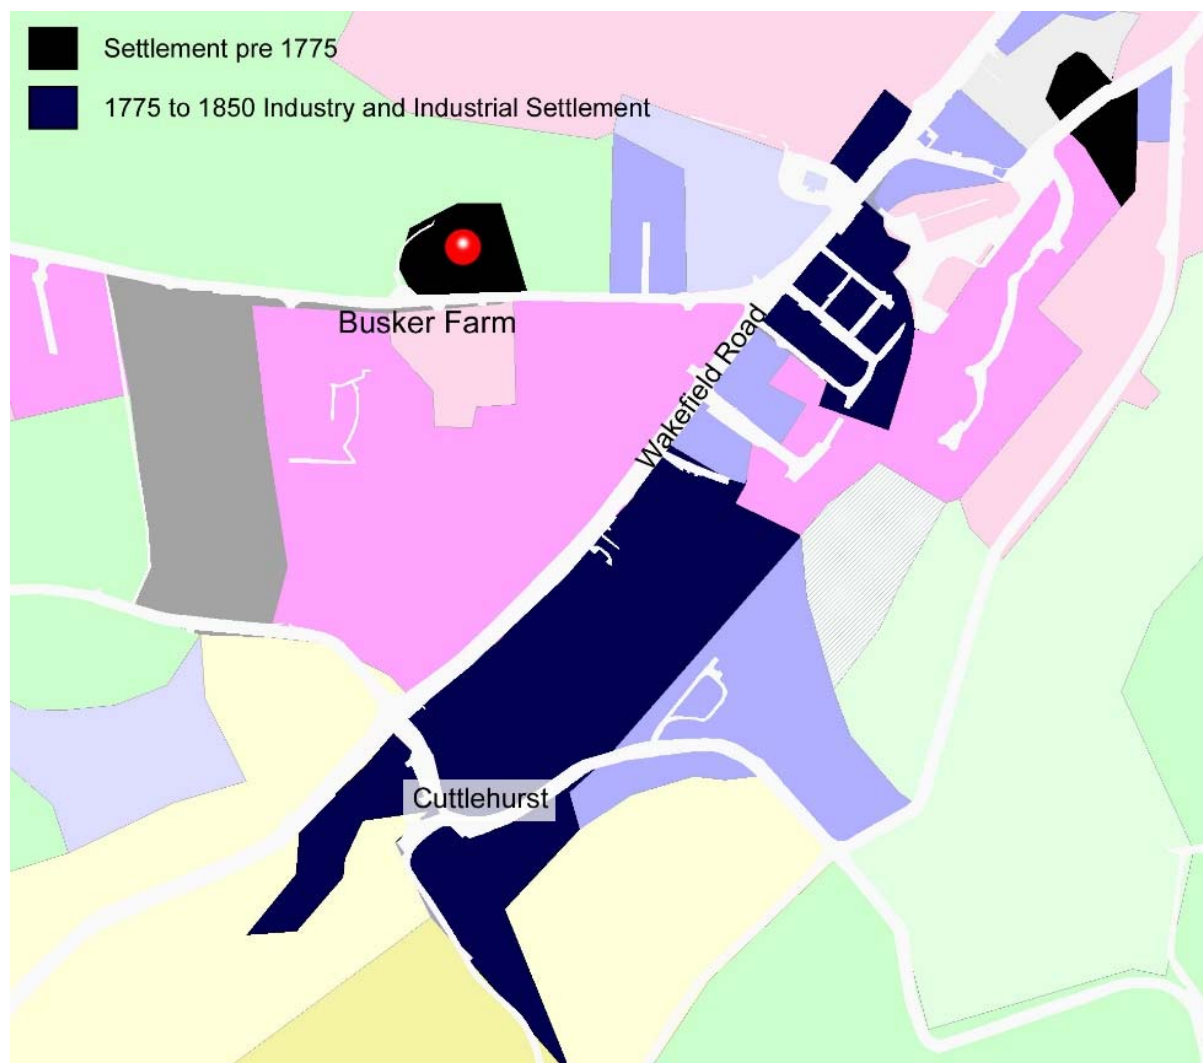 Settlement pre 1775
1775 to 1850 Industry and Industrial Settlement
Busker Farm
Wakefield Road
Cuttlehurst